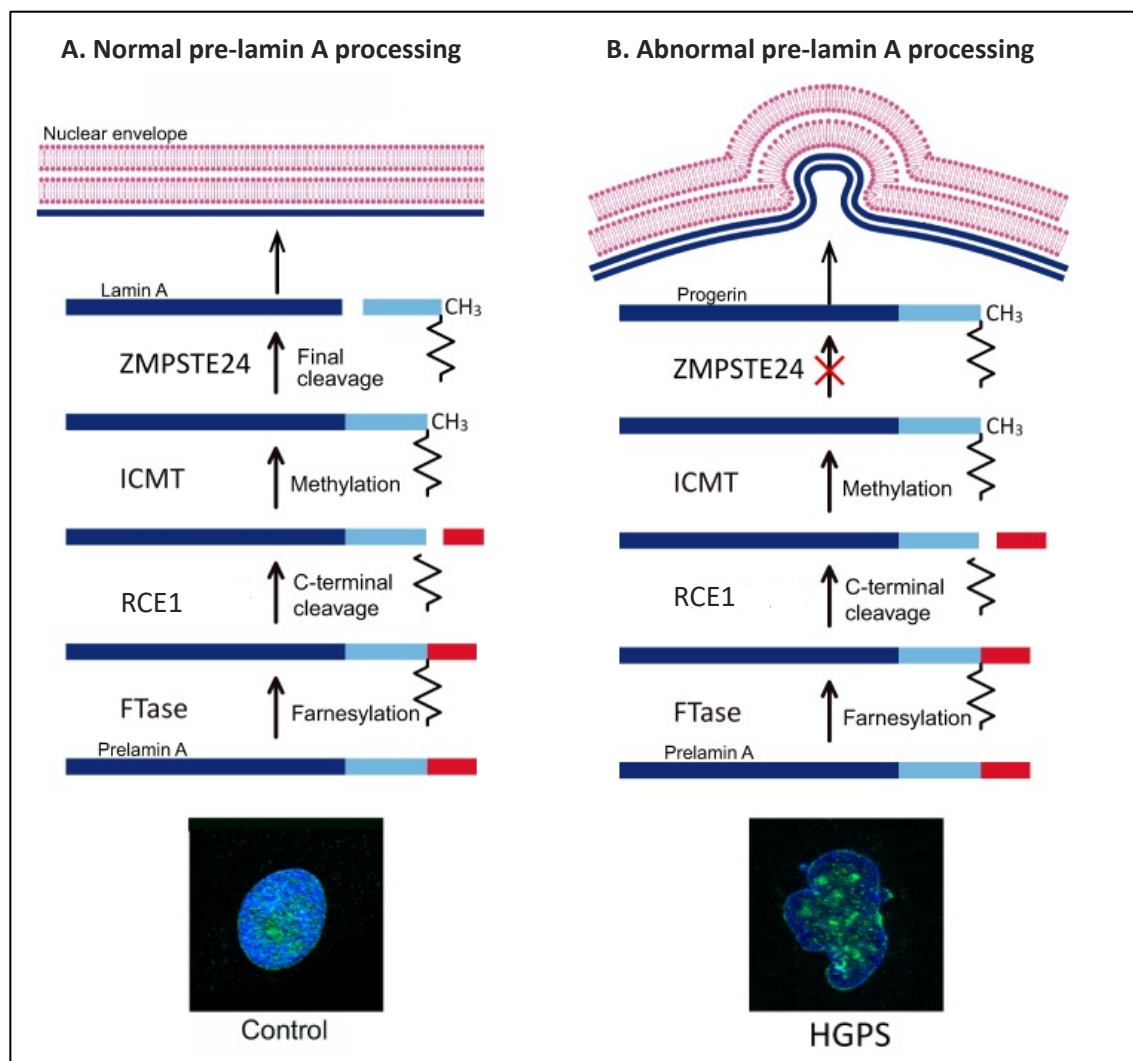 A. Normal pre-lamin A processing
Nuclear envelope
Lamin A
CH₃
ZMPSTE24
Final
cleavage
CH₃
ICMT
Methylation
RCE1
C-terminal
cleavage
FTase
Farnesylation
Prelamin A
Control
B. Abnormal pre-lamin A processing
Progerin
CH₃
ZMPSTE24
CH₃
ICMT
Methylation
RCE1
C-terminal
cleavage
FTase
Farnesylation
Prelamin A
HGPS